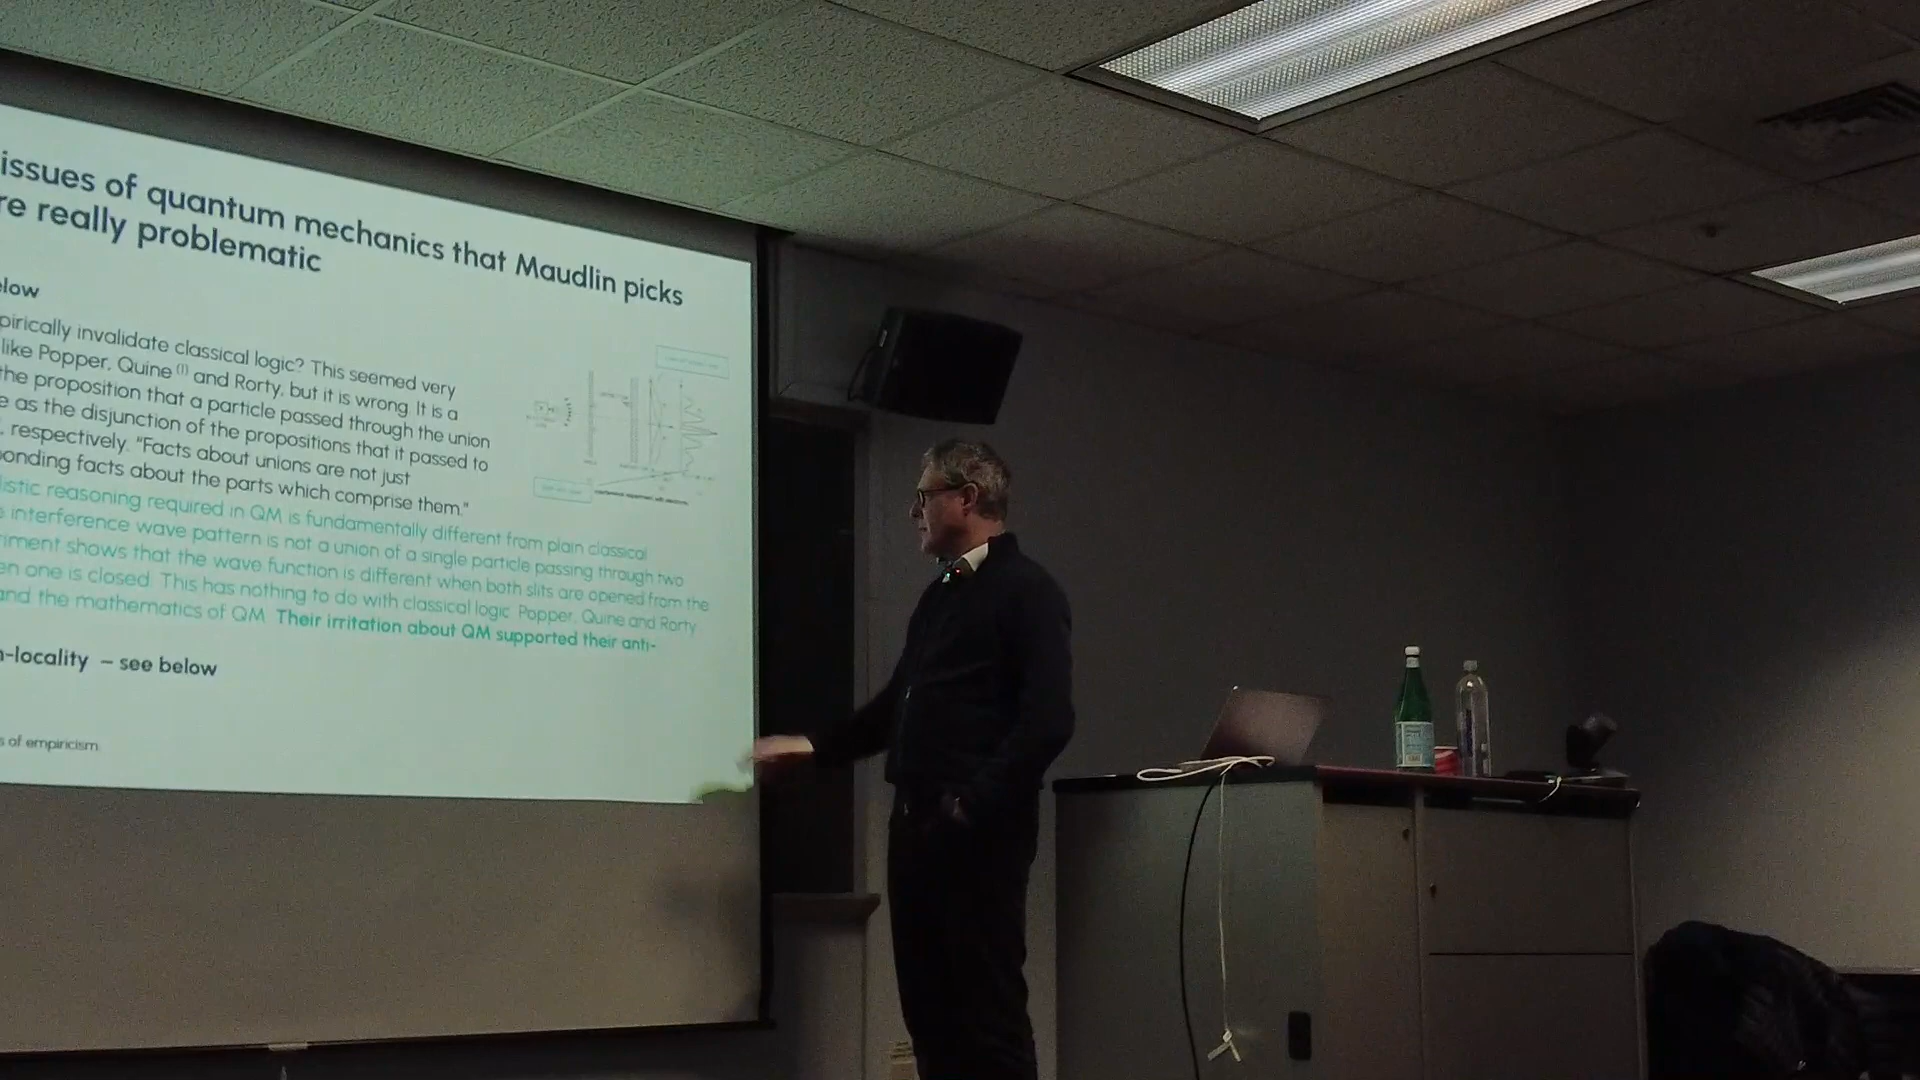 issues of quantum mechanics that Maudlin picks
re really problematic
elow
pirically invalidate classical logic? This seemed very
like Popper, Quine (1) and Rorty, but it is wrong. It is a
the proposition that a particle passed through the union
e as the disjunction of the propositions that it passed to
, respectively. “Facts about unions are not just
ponding facts about the parts which comprise them.”
listic reasoning required in QM is fundamentally different from plain classical
e interference wave pattern is not a union of a single particle passing through two
riment shows that the wave function is different when both slits are opened from the
en one is closed. This has nothing to do with classical logic. Popper, Quine and Rorty
and the mathematics of QM. Their irritation about QM supported their anti-
n-locality – see below
s of empiricism